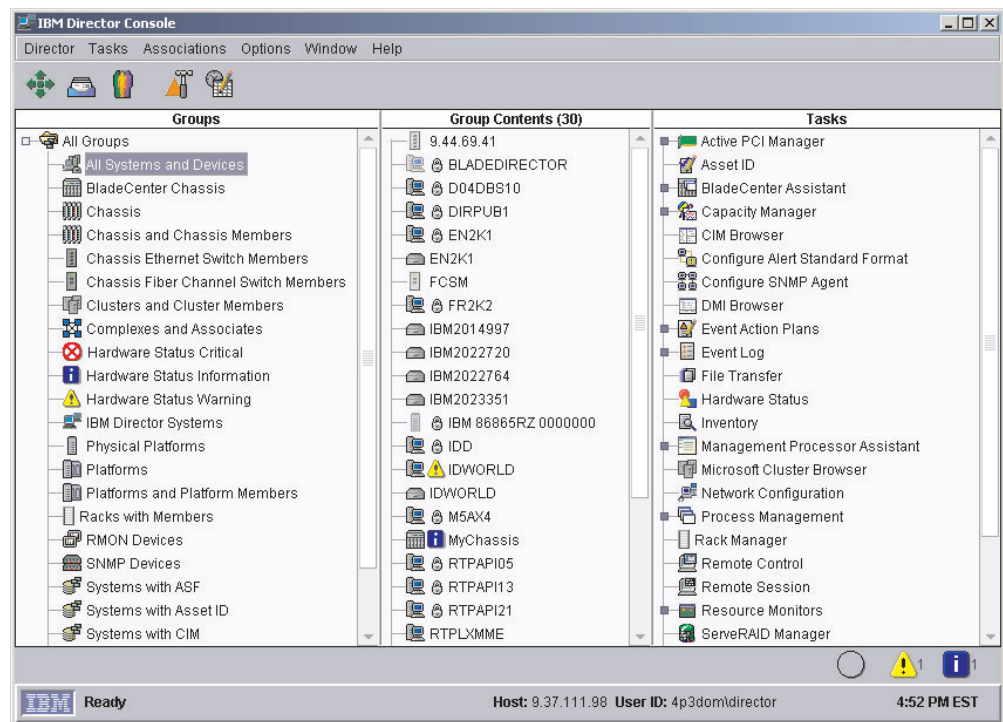 IBM Director Console
Director Tasks Associations Options Window Help
Groups
All Groups
All Systems and Devices
BladeCenter Chassis
Chassis
Chassis and Chassis Members
Chassis Ethernet Switch Members
Chassis Fiber Channel Switch Members
Clusters and Cluster Members
Complexes and Associates
Hardware Status Critical
Hardware Status Information
Hardware Status Warning
IBM Director Systems
Physical Platforms
Platforms
Platforms and Platform Members
Racks with Members
RMON Devices
SNMP Devices
Systems with ASF
Systems with Asset ID
Systems with CIM
Group Contents (30)
9.44.69.41
BLADEDIRECTOR
D04DBS10
DIRPUB1
EN2K1
EN2K1
FCSM
FR2K2
IBM2014997
IBM2022720
IBM2022764
IBM2023351
IBM 86865RZ 0000000
IDD
IDWORLD
IDWORLD
M5AX4
MyChassis
RTPAPI05
RTPAPI13
RTPAPI21
RTPLXMME
Tasks
Active PCI Manager
Asset ID
BladeCenter Assistant
Capacity Manager
CIM Browser
Configure Alert Standard Format
Configure SNMP Agent
DMI Browser
Event Action Plans
Event Log
File Transfer
Hardware Status
Inventory
Management Processor Assistant
Microsoft Cluster Browser
Network Configuration
Process Management
Rack Manager
Remote Control
Remote Session
Resource Monitors
ServeRAID Manager
1 1
IBM Ready Host: 9.37.111.98 User ID: 4p3dom\director 4:52 PM EST